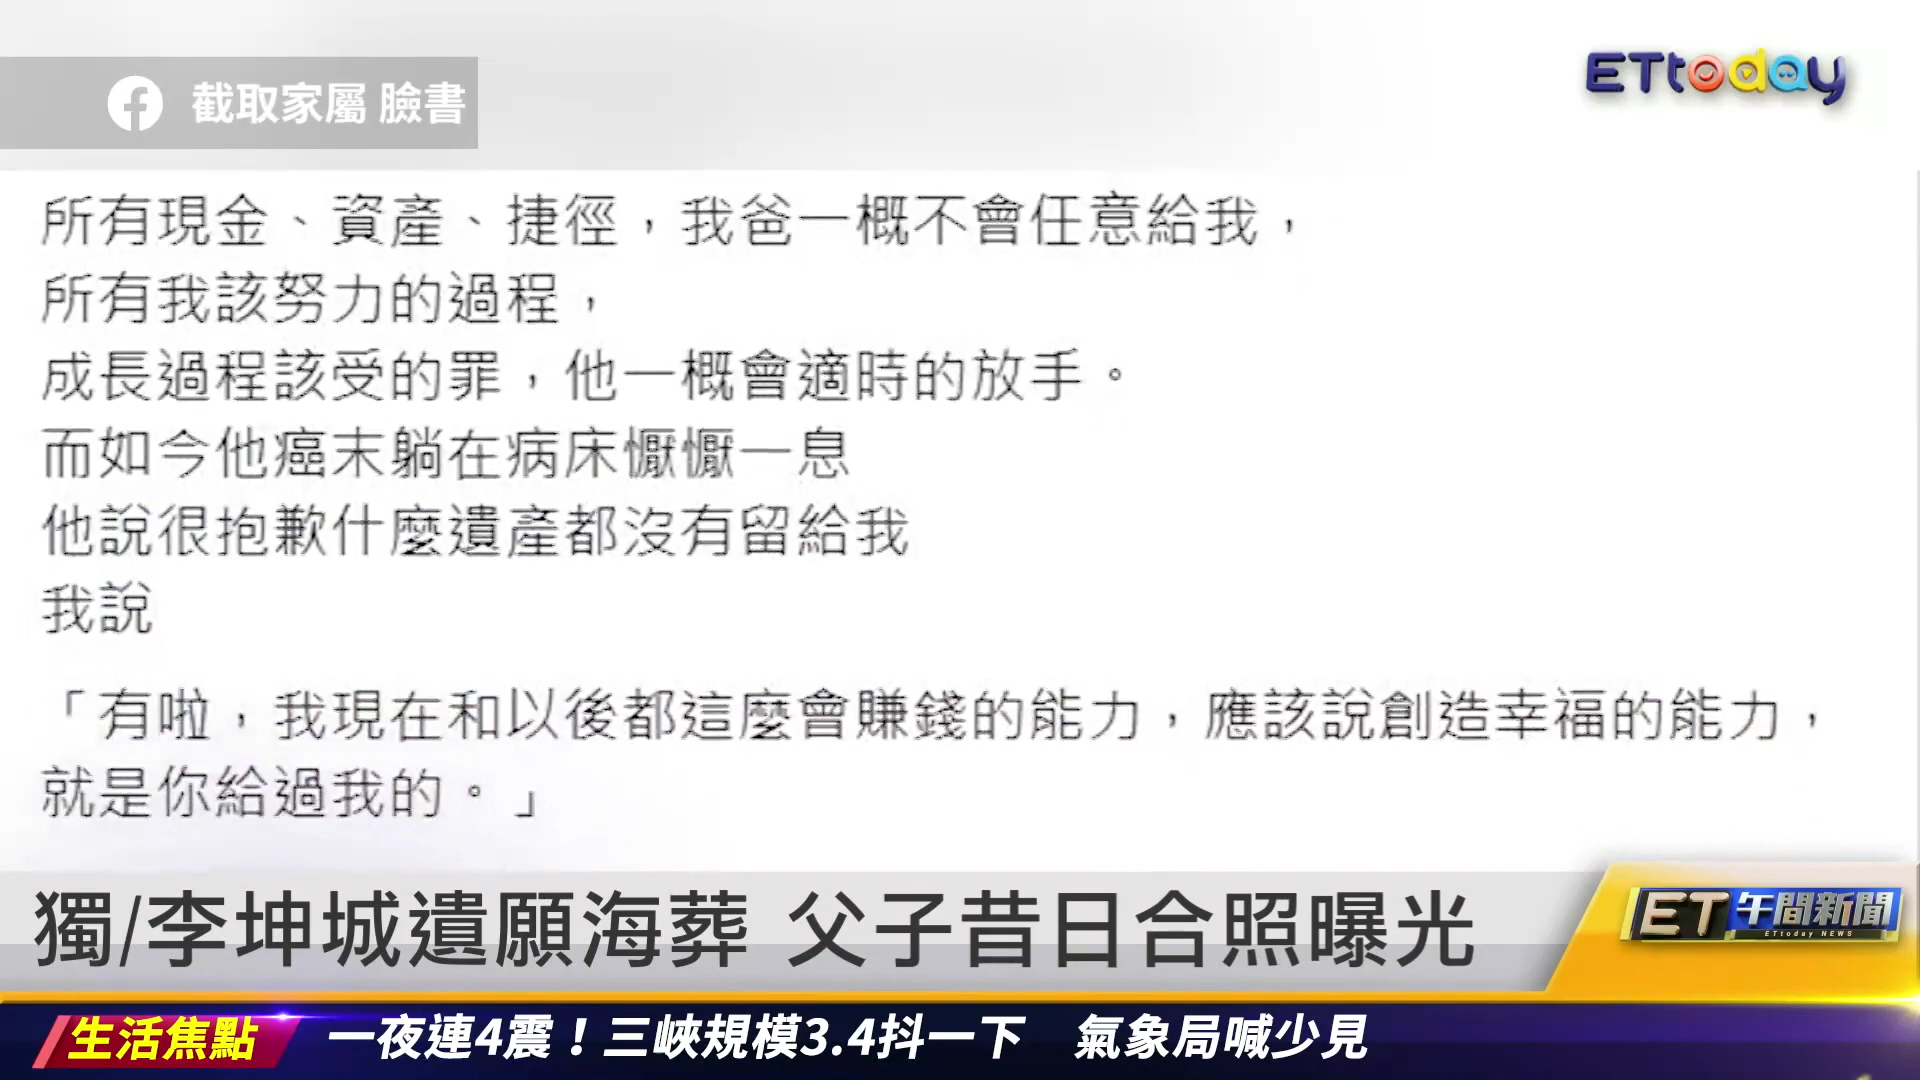 截取家屬 臉書
ETtoday
所有現金、資產、捷徑，我爸一概不會任意給我，
所有我該努力的過程，
成長過程該受的罪，他一概會適時的放手。
而如今他癌末躺在病床懨懨一息
他說很抱歉什麼遺產都沒有留給我
我說
「有啦，我現在和以後都這麼會賺錢的能力，應該說創造幸福的能力，
就是你給過我的。」
獨/李坤城遺願海葬 父子昔日合照曝光
ET午間新聞
ETtoday NEWS
生活焦點 一夜連4震！三峽規模3.4抖一下 氣象局喊少見